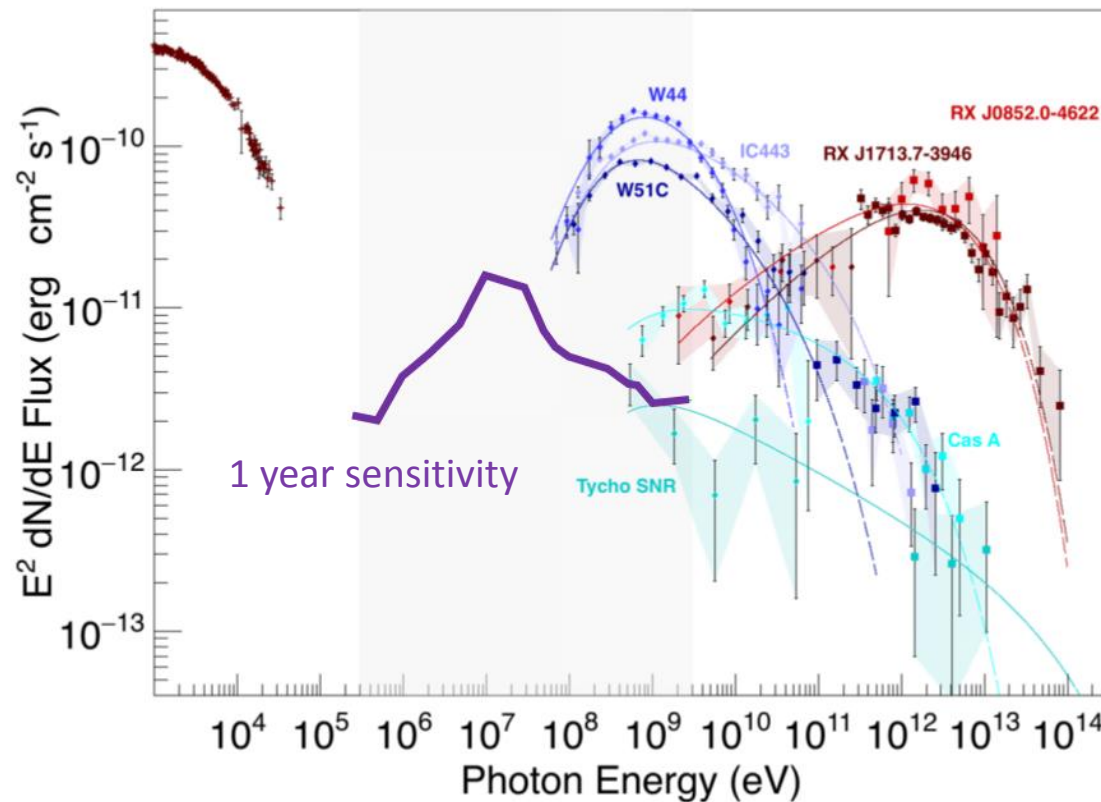 E² dN/dE Flux (erg cm⁻² s⁻¹)
10⁻¹⁰
10⁻¹¹
10⁻¹²
10⁻¹³
W44
IC443
W51C
RX J0852.0-4622
RX J1713.7-3946
1 year sensitivity
Tycho SNR
Cas A
10⁴ 10⁵ 10⁶ 10⁷ 10⁸ 10⁹ 10¹⁰ 10¹¹ 10¹² 10¹³ 10¹⁴
Photon Energy (eV)